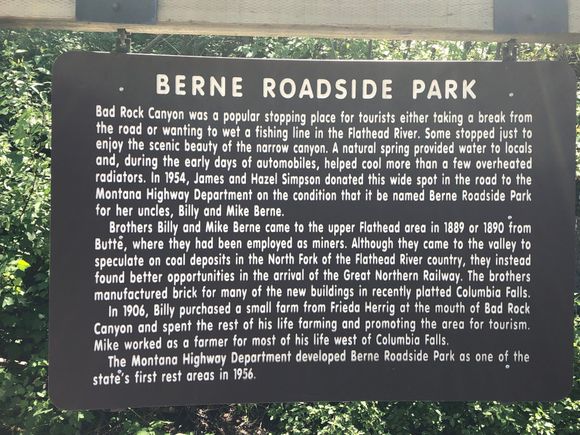 BERNE ROADSIDE PARK
Bad Rock Canyon was a popular stopping place for tourists either taking a break from
the road or wanting to wet a fishing line in the Flathead River. Some stopped just to
enjoy the scenic beauty of the narrow canyon. A natural spring provided water to locals
and, during the early days of automobiles, helped cool more than a few overheated
radiators. In 1954, James and Hazel Simpson donated this wide spot in the road to the
Montana Highway Department on the condition that it be named Berne Roadside Park
for her uncles, Billy and Mike Berne.
Brothers Billy and Mike Berne came to the upper Flathead area in 1889 or 1890 from
Butte, where they had been employed as miners. Although they came to the valley to
speculate on coal deposits in the North Fork of the Flathead River country, they instead
found better opportunities in the arrival of the Great Northern Railway. The brothers
manufactured brick for many of the new buildings in recently platted Columbia Falls.
In 1906, Billy purchased a small farm from Frieda Herrig at the mouth of Bad Rock
Canyon and spent the rest of his life farming and promoting the area for tourism.
Mike worked as a farmer for most of his life west of Columbia Falls.
The Montana Highway Department developed Berne Roadside Park as one of the
state's first rest areas in 1956.